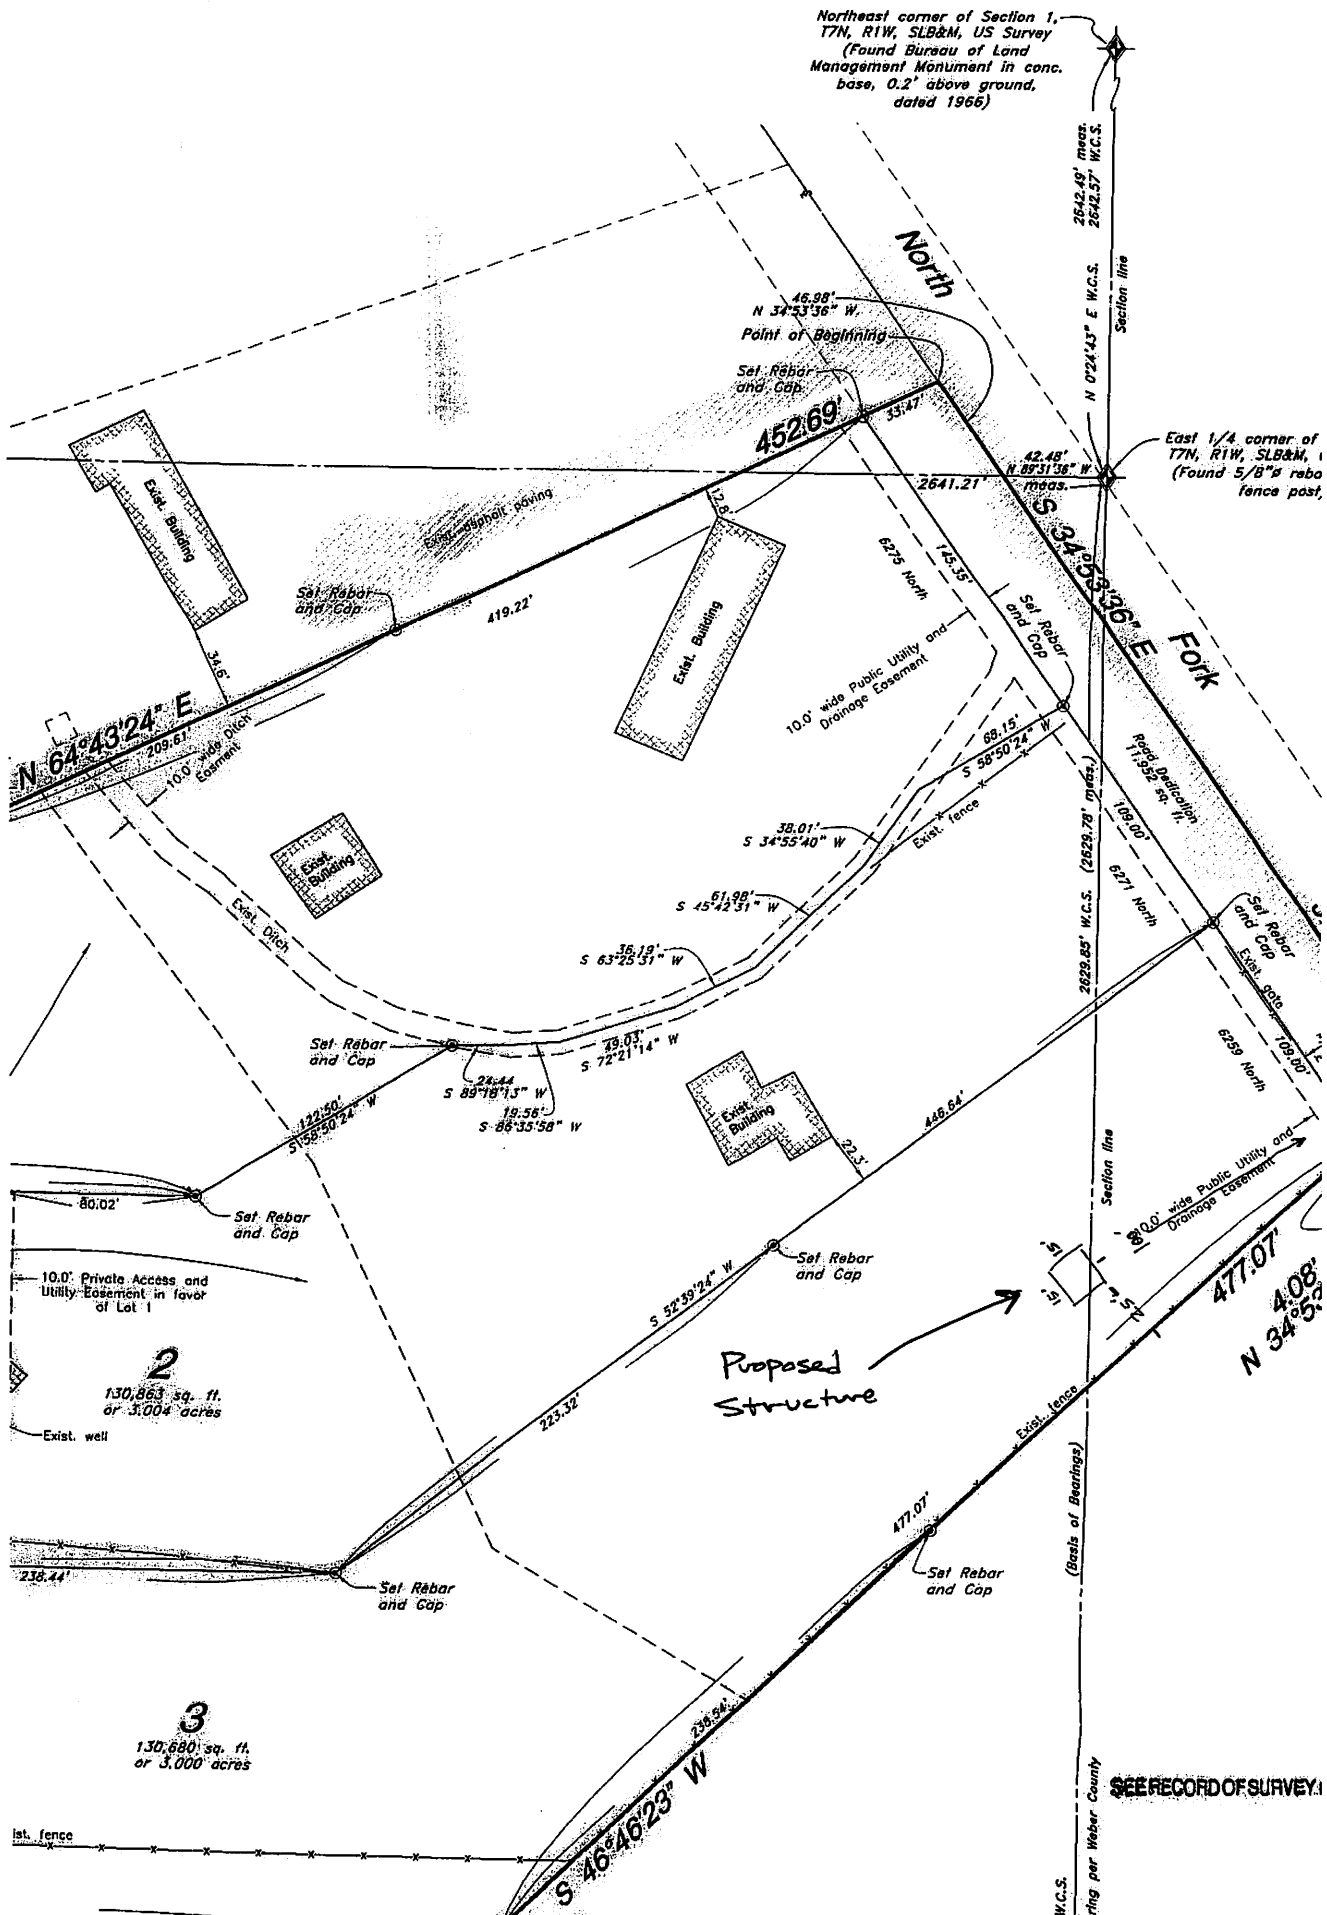 Northeast corner of Section 1,
T7N, R1W, SLB&M, US Survey
(Found Bureau of Land
Management Monument in conc.
base, 0.2' above ground,
dated 1966)
2642.49' meas.
2642.57' W.C.S.
N 0°24'43" E W.C.S.
Section line
North
46.98'
N 34°53'36" W
Point of Beginning
Set Rebar
and Cap
33.47'
452.69'
East 1/4 corner of
T7N, R1W, SLB&M,
(Found 5/8"ø
fence post
42.48'
N 89°31'36" W
meas.
2641.21'
S 34°53'36" E
Exist. Building
Exist. asphalt paving
12.8'
Exist. Building
6275 North
145.35'
Set Rebar
and Cap
Set Rebar
and Cap
419.22'
10.0' wide Public Utility and
Drainage Easement
Fork
34.6'
N 64°43'24" E
209.61'
10.0' wide Ditch
Easment
68.15'
S 58°50'24" W
Road Dedication
11,952 sq. ft.
Exist. fence
38.01'
S 34°55'40" W
109.00'
6271 North
2629.85' W.C.S. (2629.78' meas.)
Exist.
Building
61.98'
S 45°42'31" W
Exist. Ditch
36.19'
S 63°25'31" W
Set Rebar
and Cap
Exist. gate
109.00'
6259 North
Set Rebar
and Cap
49.03'
S 72°21'14" W
24.44
S 89°18'13" W
19.56'
S 86°35'58" W
122.50'
S 58°50'24" W
Exist.
Building
22.3'
446.64'
Section line
10.0' wide Public Utility and
Drainage Easement
80.02'
Set Rebar
and Cap
10.0' Private Access and
Utility Easement in favor
of Lot 1
Set Rebar
and Cap
S 52°39'24" W
15'
15'
25'
477.07'
4.08'
N 34°53
Proposed
Structure
2
130,863 sq. ft.
or 3.004 acres
Exist. well
223.32'
Exist. fence
(Basis of Bearings)
477.07'
Set Rebar
and Cap
238.44'
Set Rebar
and Cap
3
130,680 sq. ft.
or 3.000 acres
238.54'
S 46°46'23" W
SEE RECORD OF SURVEY
ist. fence
W.C.S.
ring per Weber County